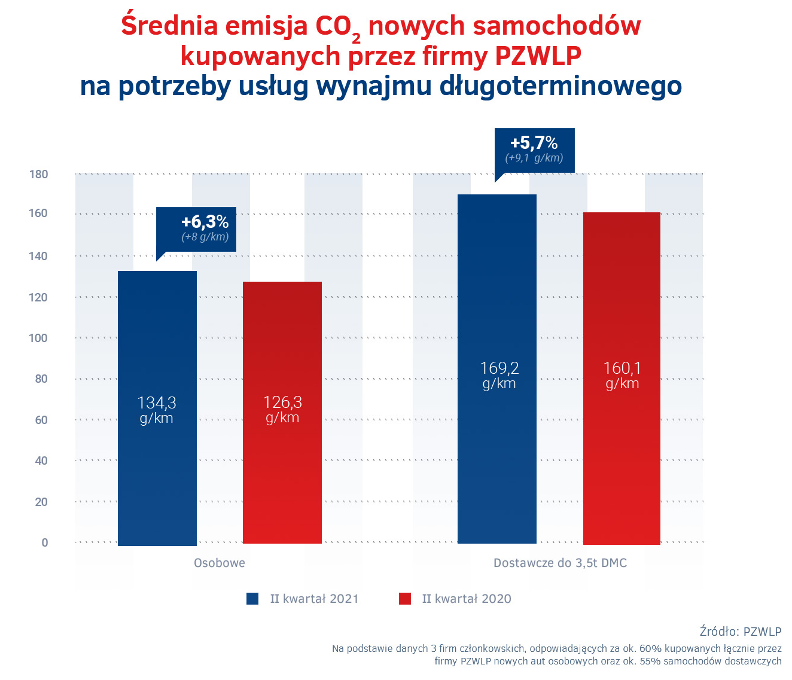 Średnia emisja CO₂ nowych samochodów
kupowanych przez firmy PZWLP
na potrzeby usług wynajmu długoterminowego
+5,7%
(+9,1 g/km)
+6,3%
(+8 g/km)
180
160
140
120
100
80
60
40
20
0
134,3
g/km
126,3
g/km
169,2
g/km
160,1
g/km
Osobowe
Dostawcze do 3,5t DMC
II kwartał 2021
II kwartał 2020
Źródło: PZWLP
Na podstawie danych 3 firm członkowskich, odpowiadających za ok. 60% kupowanych łącznie przez
firmy PZWLP nowych aut osobowych oraz ok. 55% samochodów dostawczych